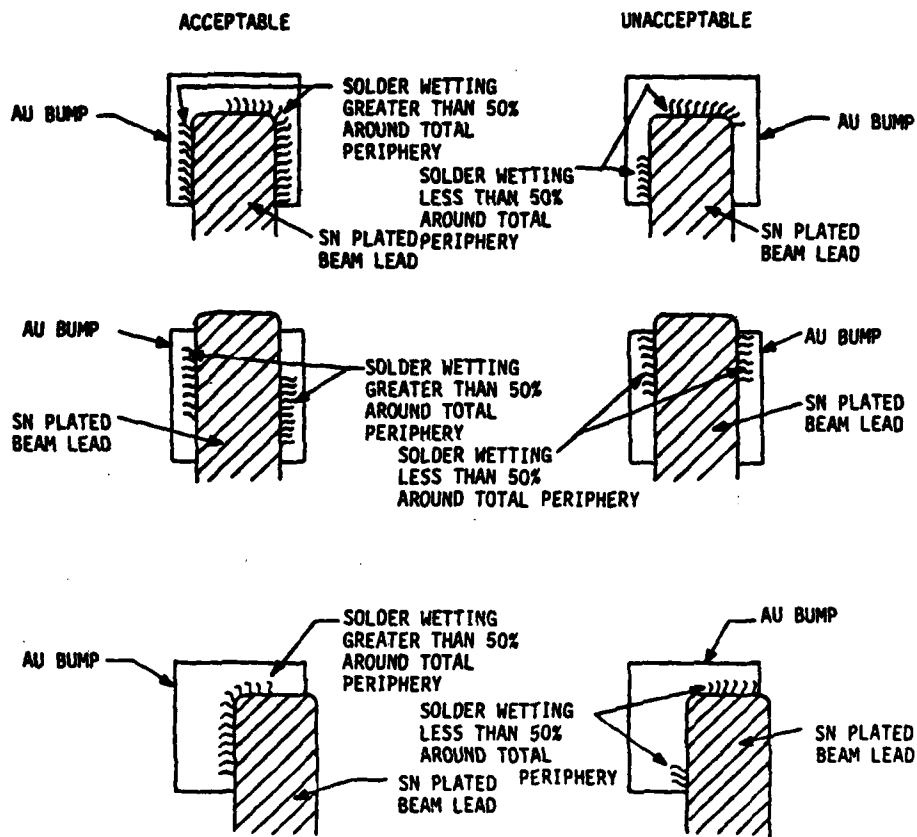 ACCEPTABLE
UNACCEPTABLE
AU BUMP
SOLDER WETTING
GREATER THAN 50%
AROUND TOTAL
PERIPHERY
SN PLATED
BEAM LEAD
SOLDER WETTING
LESS THAN 50%
AROUND TOTAL
PERIPHERY
AU BUMP
SN PLATED
BEAM LEAD
AU BUMP
SN PLATED
BEAM LEAD
SOLDER WETTING
GREATER THAN 50%
AROUND TOTAL
PERIPHERY
SOLDER WETTING
LESS THAN 50%
AROUND TOTAL PERIPHERY
AU BUMP
SN PLATED
BEAM LEAD
AU BUMP
SOLDER WETTING
GREATER THAN 50%
AROUND TOTAL
PERIPHERY
SN PLATED
BEAM LEAD
SOLDER WETTING
LESS THAN 50%
AROUND TOTAL
PERIPHERY
AU BUMP
SN PLATED
BEAM LEAD